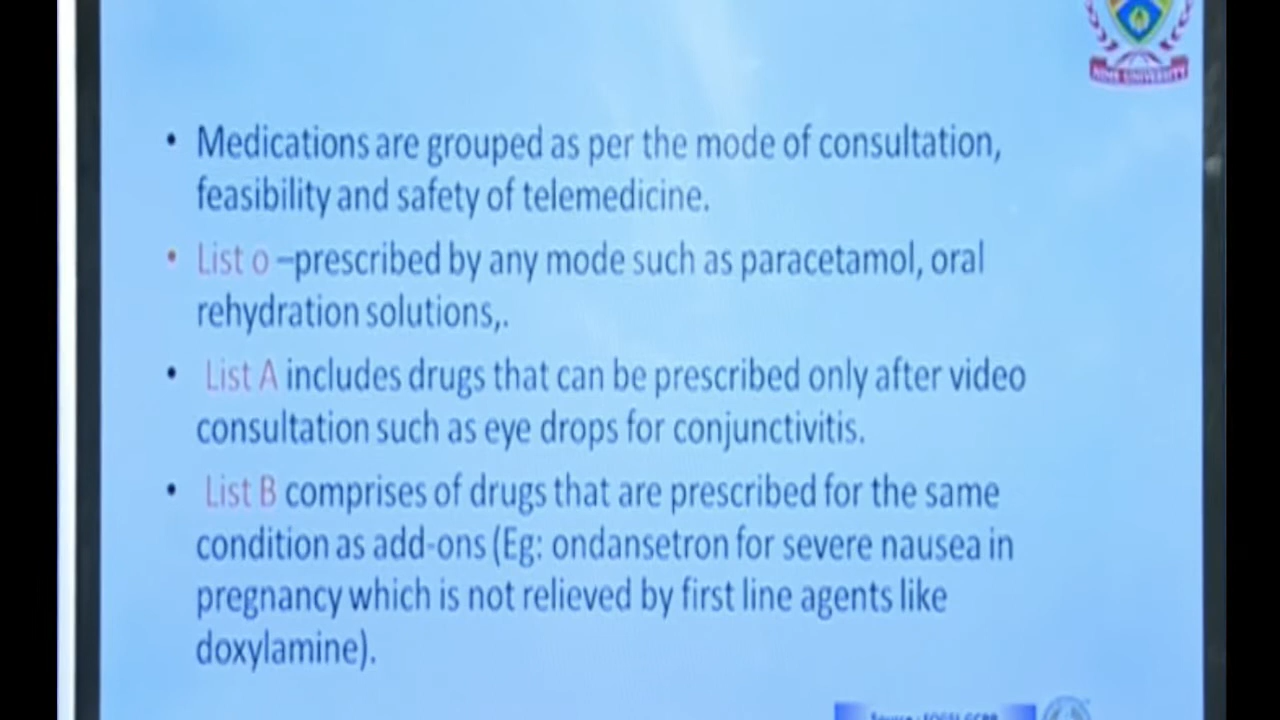 NIMS UNIVERSITY
• Medications are grouped as per the mode of consultation,
feasibility and safety of telemedicine.
• List o –prescribed by any mode such as paracetamol, oral
rehydration solutions,.
• List A includes drugs that can be prescribed only after video
consultation such as eye drops for conjunctivitis.
• List B comprises of drugs that are prescribed for the same
condition as add-ons (Eg: ondansetron for severe nausea in
pregnancy which is not relieved by first line agents like
doxylamine).